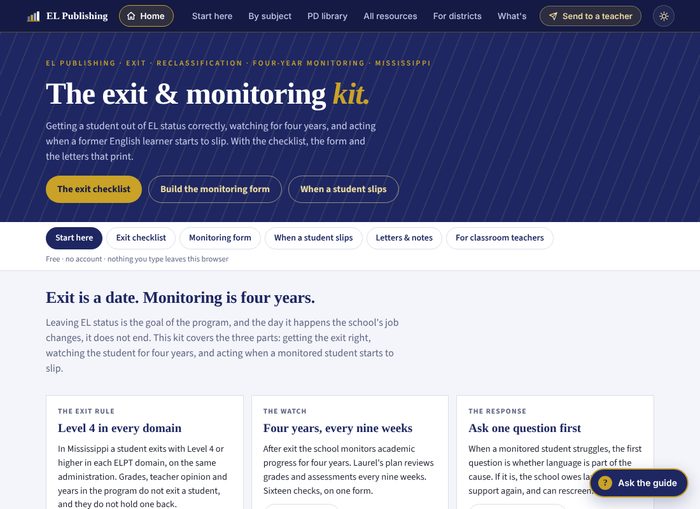 EL Publishing
Home
Start here
By subject
PD library
All resources
For districts
What's
Send to a teacher
EL PUBLISHING · EXIT · RECLASSIFICATION · FOUR-YEAR MONITORING · MISSISSIPPI
The exit & monitoring kit.
Getting a student out of EL status correctly, watching for four years, and acting
when a former English learner starts to slip. With the checklist, the form and
the letters that print.
The exit checklist
Build the monitoring form
When a student slips
Start here
Exit checklist
Monitoring form
When a student slips
Letters & notes
For classroom teachers
Free · no account · nothing you type leaves this browser
Exit is a date. Monitoring is four years.
Leaving EL status is the goal of the program, and the day it happens the school's job
changes, it does not end. This kit covers the three parts: getting the exit right,
watching the student for four years, and acting when a monitored student starts to
slip.
THE EXIT RULE
Level 4 in every domain
In Mississippi a student exits with Level 4 or
higher in each ELPT domain, on the same
administration. Grades, teacher opinion and
years in the program do not exit a student,
and they do not hold one back.
THE WATCH
Four years, every nine weeks
After exit the school monitors academic
progress for four years. Laurel's plan reviews
grades and assessments every nine weeks.
Sixteen checks, on one form.
THE RESPONSE
Ask one question first
When a monitored student struggles, the first
question is whether language is part of the
cause. If it is, the school owes
support again, and can rescreen
? Ask the guide